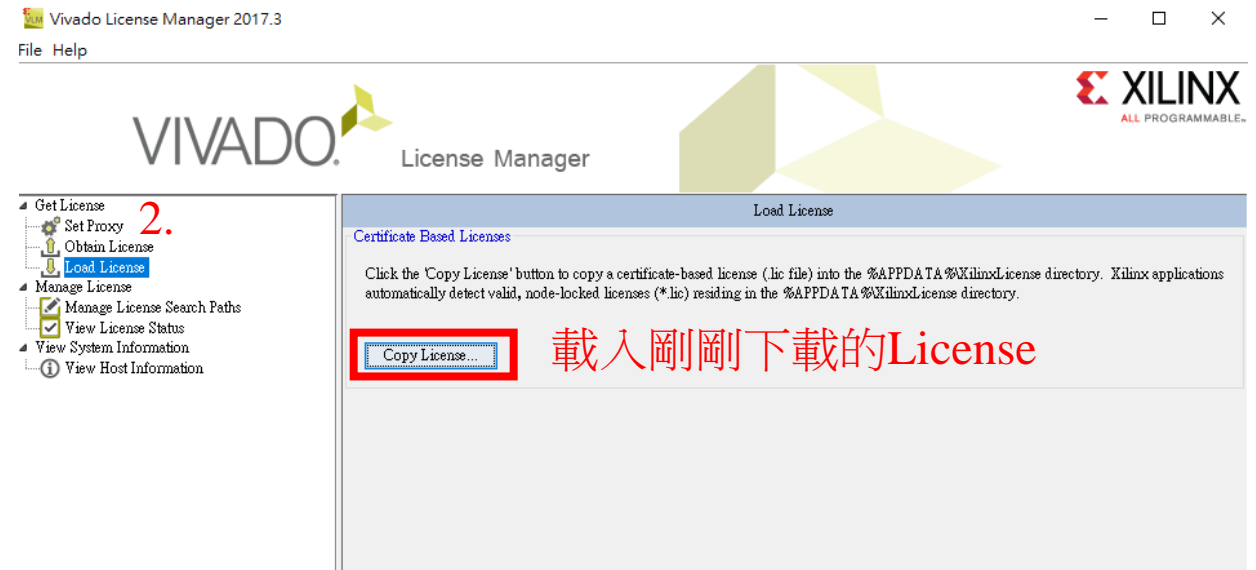 Vivado License Manager 2017.3
File Help
XILINX
ALL PROGRAMMABLE™
VIVADO.
License Manager
Get License
Set Proxy
2.
Obtain License
Load License
Manage License
Manage License Search Paths
View License Status
View System Information
View Host Information
Load License
Certificate Based Licenses
Click the 'Copy License' button to copy a certificate-based license (.lic file) into the %APPDATA%\XilinxLicense directory. Xilinx applications
automatically detect valid, node-locked licenses (*.lic) residing in the %APPDATA%\XilinxLicense directory.
Copy License...
載入剛剛下載的License